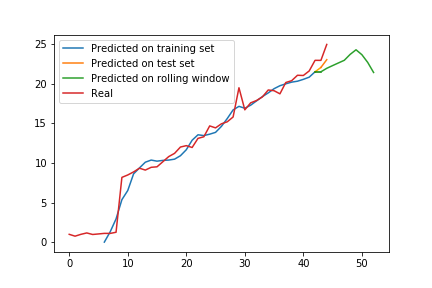 25
20
15
10
5
0
Predicted on training set
Predicted on test set
Predicted on rolling window
Real
0 10 20 30 40 50